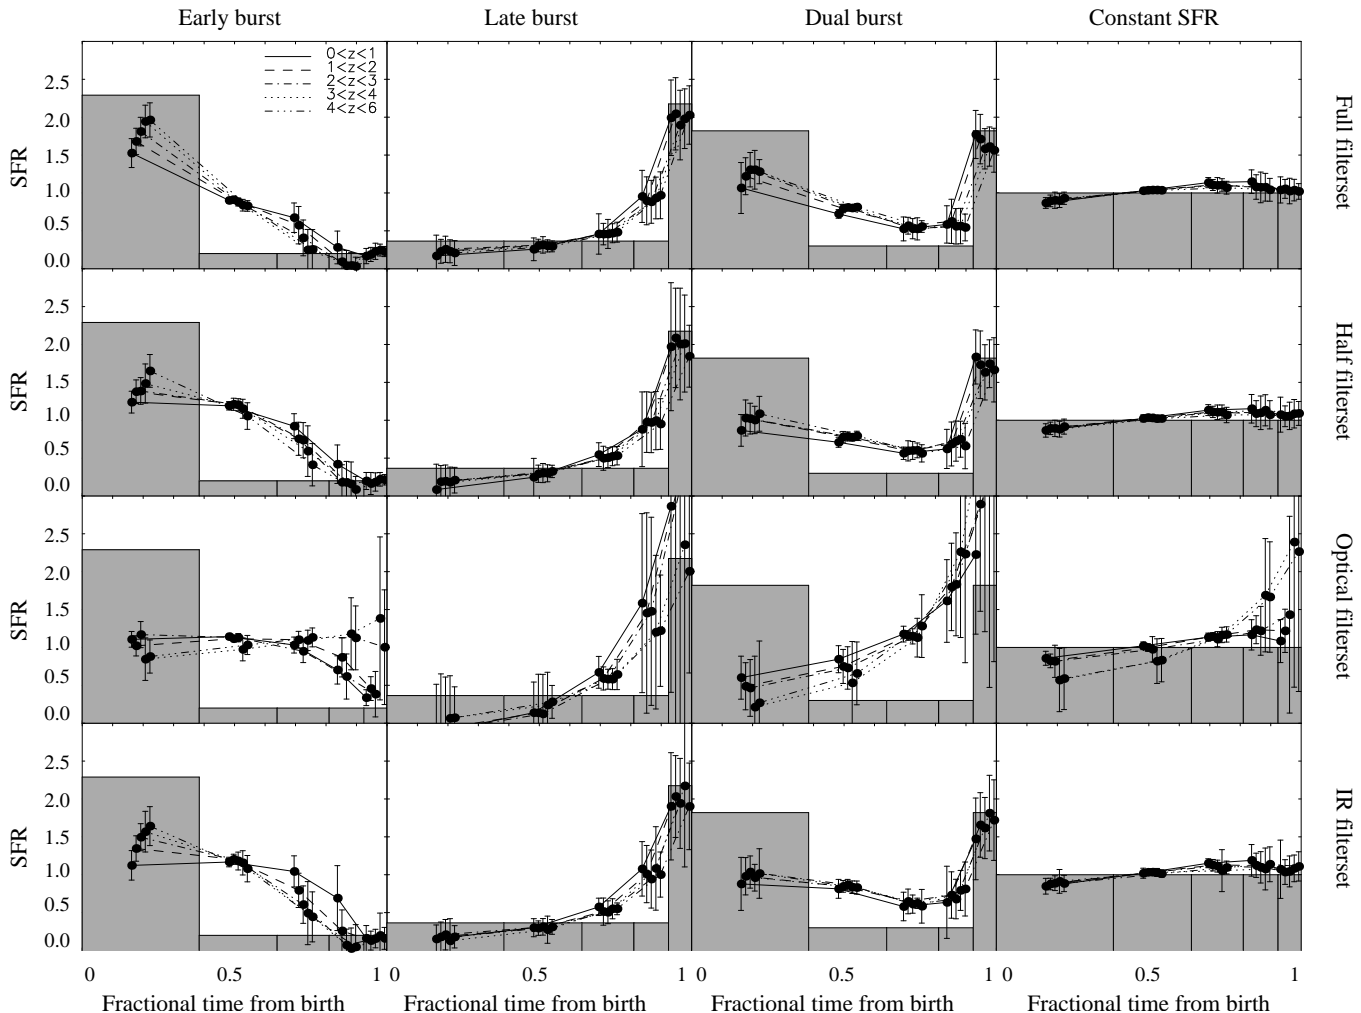 Early burst Late burst Dual burst Constant SFR
0<z<1
1<z<2
2<z<3
3<z<4
4<z<6
SFR
2.5
2.0
1.5
1.0
0.5
0.0
Full filterset
SFR
2.5
2.0
1.5
1.0
0.5
0.0
Half filterset
SFR
2.5
2.0
1.5
1.0
0.5
0.0
Optical filterset
SFR
2.5
2.0
1.5
1.0
0.5
0.0
IR filterset
0 0.5 1 0 0.5 1 0 0.5 1 0 0.5 1
Fractional time from birth Fractional time from birth Fractional time from birth Fractional time from birth